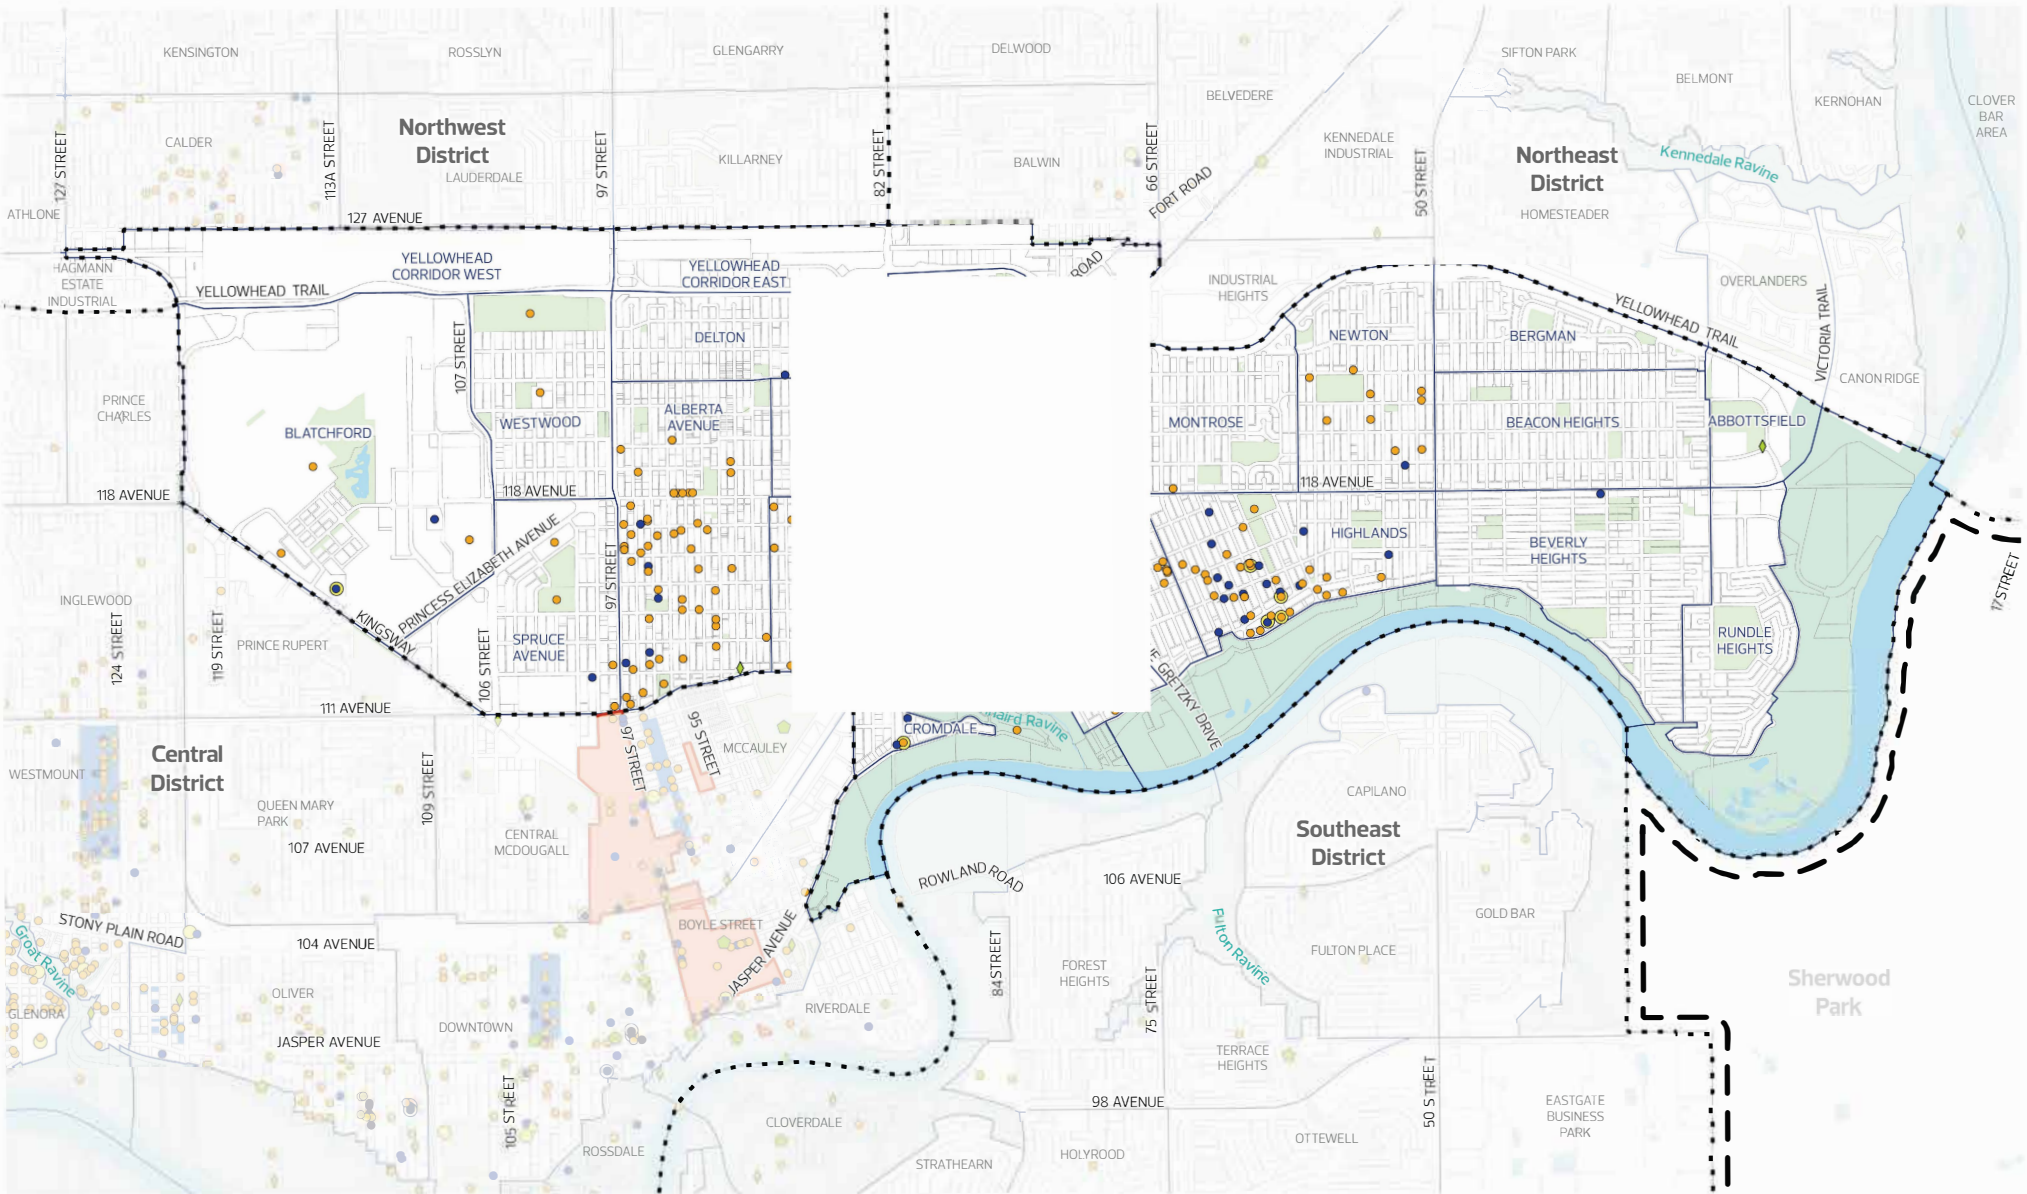 KENSINGTON
ROSSLYN
GLENGARRY
DELWOOD
SIFTON PARK
BELMONT
KERNOHAN
CLOVER
BAR
AREA
BELVEDERE
CALDER
Northwest
District
LAUDERDALE
KILLARNEY
BALWIN
KENNEDALE
INDUSTRIAL
Northeast
District
Kennedale Ravine
HOMESTEADER
127 STREET
113A STREET
97 STREET
82 STREET
66 STREET
FORT ROAD
50 STREET
ATHLONE
127 AVENUE
HAGMANN
ESTATE
INDUSTRIAL
YELLOWHEAD
CORRIDOR WEST
YELLOWHEAD
CORRIDOR EAST
ROAD
INDUSTRIAL
HEIGHTS
OVERLANDERS
YELLOWHEAD TRAIL
YELLOWHEAD TRAIL
VICTORIA TRAIL
107 STREET
DELTON
NEWTON
BERGMAN
CANON RIDGE
PRINCE
CHARLES
BLATCHFORD
WESTWOOD
ALBERTA
AVENUE
MONTROSE
BEACON HEIGHTS
ABBOTTSFIELD
118 AVENUE
118 AVENUE
118 AVENUE
PRINCESS ELIZABETH AVENUE
97 STREET
HIGHLANDS
BEVERLY
HEIGHTS
17 STREET
INGLEWOOD
124 STREET
119 STREET
PRINCE RUPERT
KINGSWAY
106 STREET
SPRUCE
AVENUE
RUNDLE
HEIGHTS
GRETZKY DRIVE
111 AVENUE
97 STREET
95 STREET
MCCAULEY
CROMDALE
Ravine
WESTMOUNT
Central
District
109 STREET
QUEEN MARY
PARK
107 AVENUE
CENTRAL
MCDOUGALL
CAPILANO
Southeast
District
ROWLAND ROAD
106 AVENUE
GOLD BAR
STONY PLAIN ROAD
104 AVENUE
BOYLE STREET
JASPER AVENUE
84 STREET
FOREST
HEIGHTS
75 STREET
Fulton Ravine
FULTON PLACE
Sherwood
Park
Groat Ravine
GLENORA
OLIVER
DOWNTOWN
RIVERDALE
JASPER AVENUE
TERRACE
HEIGHTS
105 STREET
98 AVENUE
50 STREET
EASTGATE
BUSINESS
PARK
ROSSDALE
CLOVERDALE
STRATHEARN
HOLYROOD
OTTEWELL